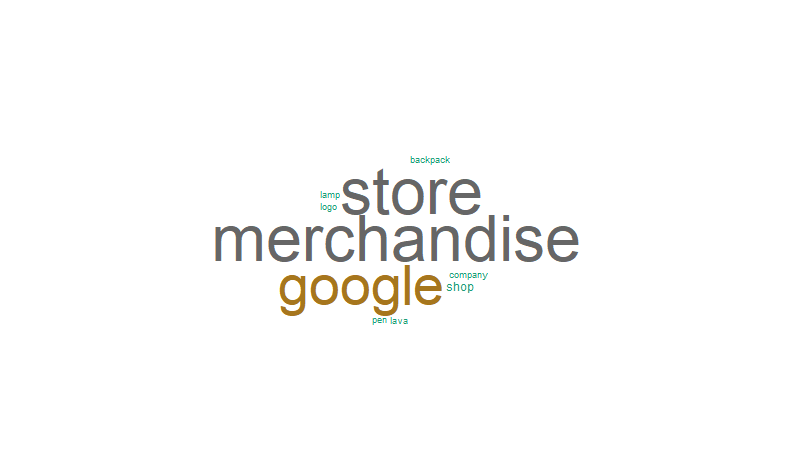 backpack
lamp
store
logo
merchandise
google
company
shop
pen lava